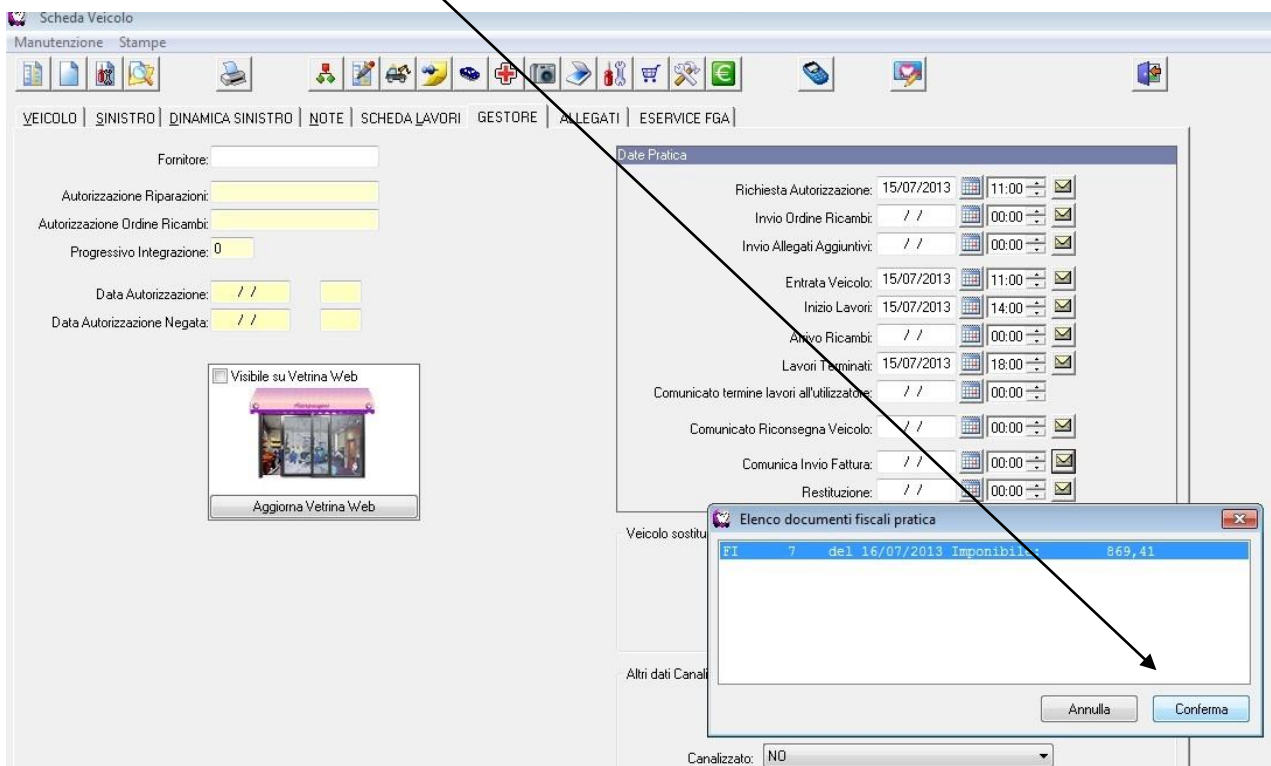 Scheda Veicolo
Manutenzione Stampe
VEICOLO SINISTRO DINAMICA SINISTRO NOTE SCHEDA LAVORI GESTORE ALLEGATI ESERVICE FGA
Fornitore:
Autorizzazione Riparazioni:
Autorizzazione Ordine Ricambi:
Progressivo Integrazione: 0
Data Autorizzazione: / /
Data Autorizzazione Negata: / /
Visibile su Vetrina Web
Aggiorna Vetrina Web
Date Pratica
Richiesta Autorizzazione: 15/07/2013 11:00
Invio Ordine Ricambi: / / 00:00
Invio Allegati Aggiuntivi: / / 00:00
Entrata Veicolo: 15/07/2013 11:00
Inizio Lavori: 15/07/2013 14:00
Arrivo Ricambi: / / 00:00
Lavori Terminati: 15/07/2013 18:00
Comunicato termine lavori all'utilizzatore: / / 00:00
Comunicato Riconsegna Veicolo: / / 00:00
Comunica Invio Fattura: / / 00:00
Restituzione: / / 00:00
Veicolo sostitu
Elenco documenti fiscali pratica
FI 7 del 16/07/2013 Imponibile: 869,41
Altri dati Canali
Annulla Conferma
Canalizzato: NO